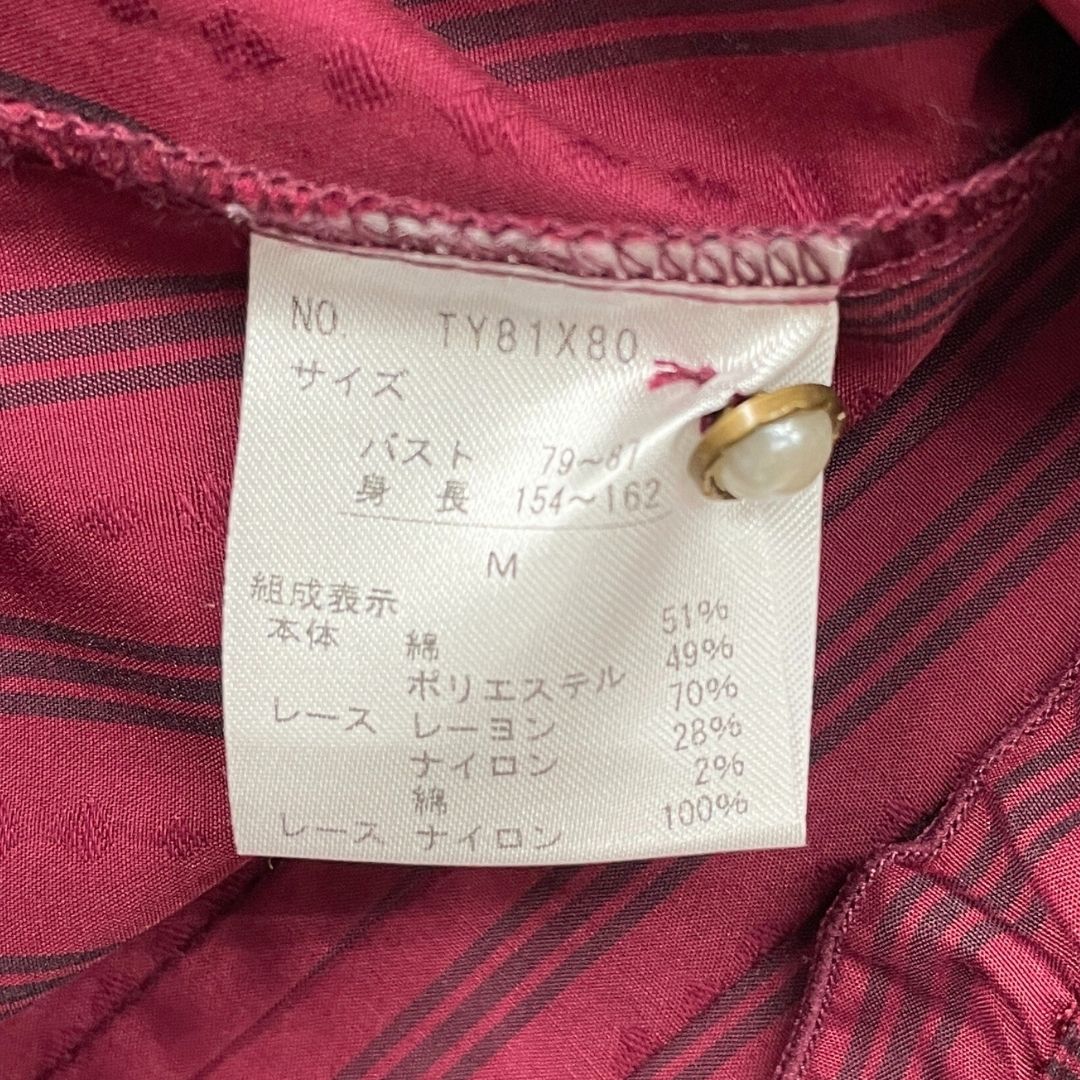 NO. TY81X80
サイズ
バスト 79~87
身 長 154~162
M
組成表示
本体 綿 51%
ポリエステル 49%
レース レーヨン 70%
ナイロン 28%
綿 2%
レース ナイロン 100%